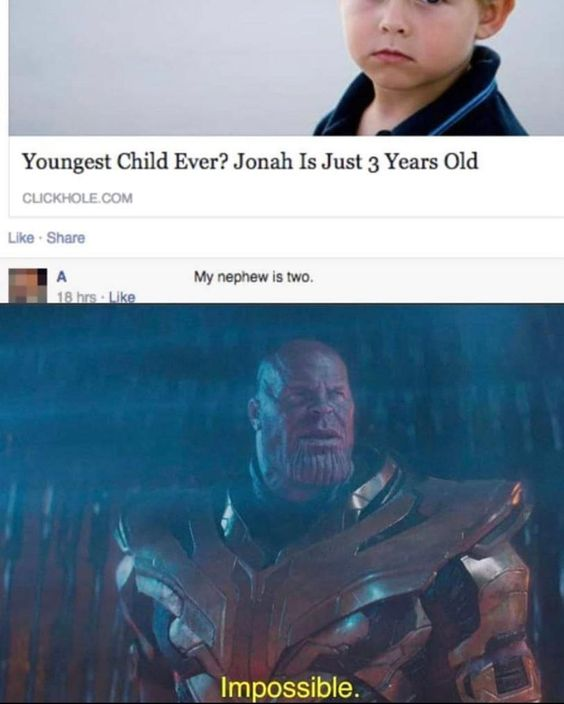 Youngest Child Ever? Jonah Is Just 3 Years Old
CLICKHOLE.COM
Like · Share
A My nephew is two.
18 hrs · Like
Impossible.